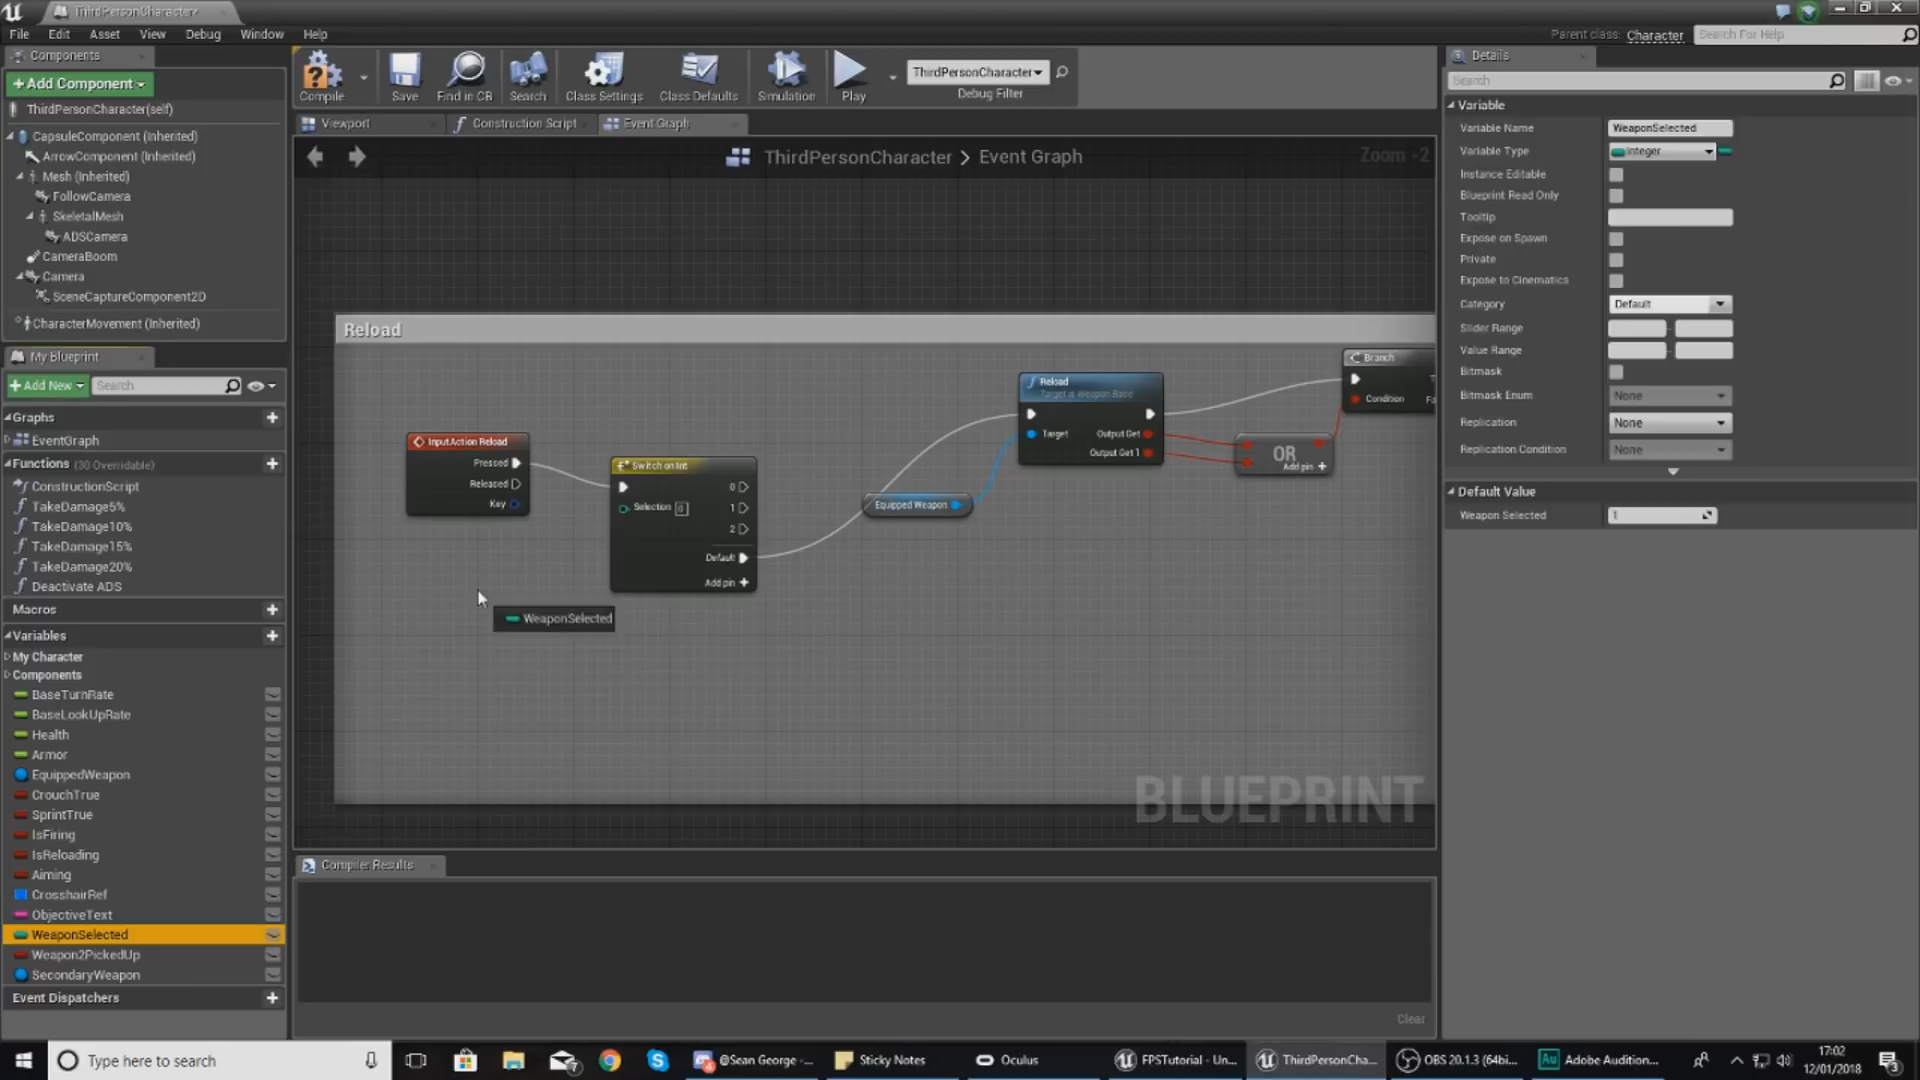 ThirdPersonCharacter*
File Edit Asset View Debug Window Help
Parent class: Character
Search For Help
Components
+Add Component
ThirdPersonCharacter(self)
CapsuleComponent (Inherited)
ArrowComponent (Inherited)
Mesh (Inherited)
FollowCamera
SkeletalMesh
ADSCamera
CameraBoom
Camera
SceneCaptureComponent2D
CharacterMovement (Inherited)
My Blueprint
+Add New
Search
Graphs
EventGraph
Functions (30 Overridable)
ConstructionScript
TakeDamage5%
TakeDamage10%
TakeDamage15%
TakeDamage20%
Deactivate ADS
Macros
Variables
My Character
Components
BaseTurnRate
BaseLookUpRate
Health
Armor
EquippedWeapon
CrouchTrue
SprintTrue
IsFiring
IsReloading
Aiming
CrosshairRef
ObjectiveText
WeaponSelected
Weapon2PickedUp
SecondaryWeapon
Event Dispatchers
Compile
Save
Find in CB
Search
Class Settings
Class Defaults
Simulation
Play
ThirdPersonCharacter
Debug Filter
Viewport
Construction Script
Event Graph
ThirdPersonCharacter > Event Graph
Zoom -2
Reload
InputAction Reload
Pressed
Released
Key
Switch on Int
Selection 0
0
1
2
Default
Add pin +
WeaponSelected
Equipped Weapon
Reload
Target is Weapon Base
Target
Output Get
Output Get 1
OR
Add pin +
Branch
Condition
BLUEPRINT
Compiler Results
Clear
Details
Search
Variable
Variable Name WeaponSelected
Variable Type Integer
Instance Editable
Blueprint Read Only
Tooltip
Expose on Spawn
Private
Expose to Cinematics
Category Default
Slider Range
Value Range
Bitmask
Bitmask Enum None
Replication None
Replication Condition None
Default Value
Weapon Selected 1
Type here to search
@Sean George -...
Sticky Notes
Oculus
FPSTutorial - Un...
ThirdPersonCha...
OBS 20.1.3 (64bi...
Au Adobe Audition...
17:02
12/01/2018